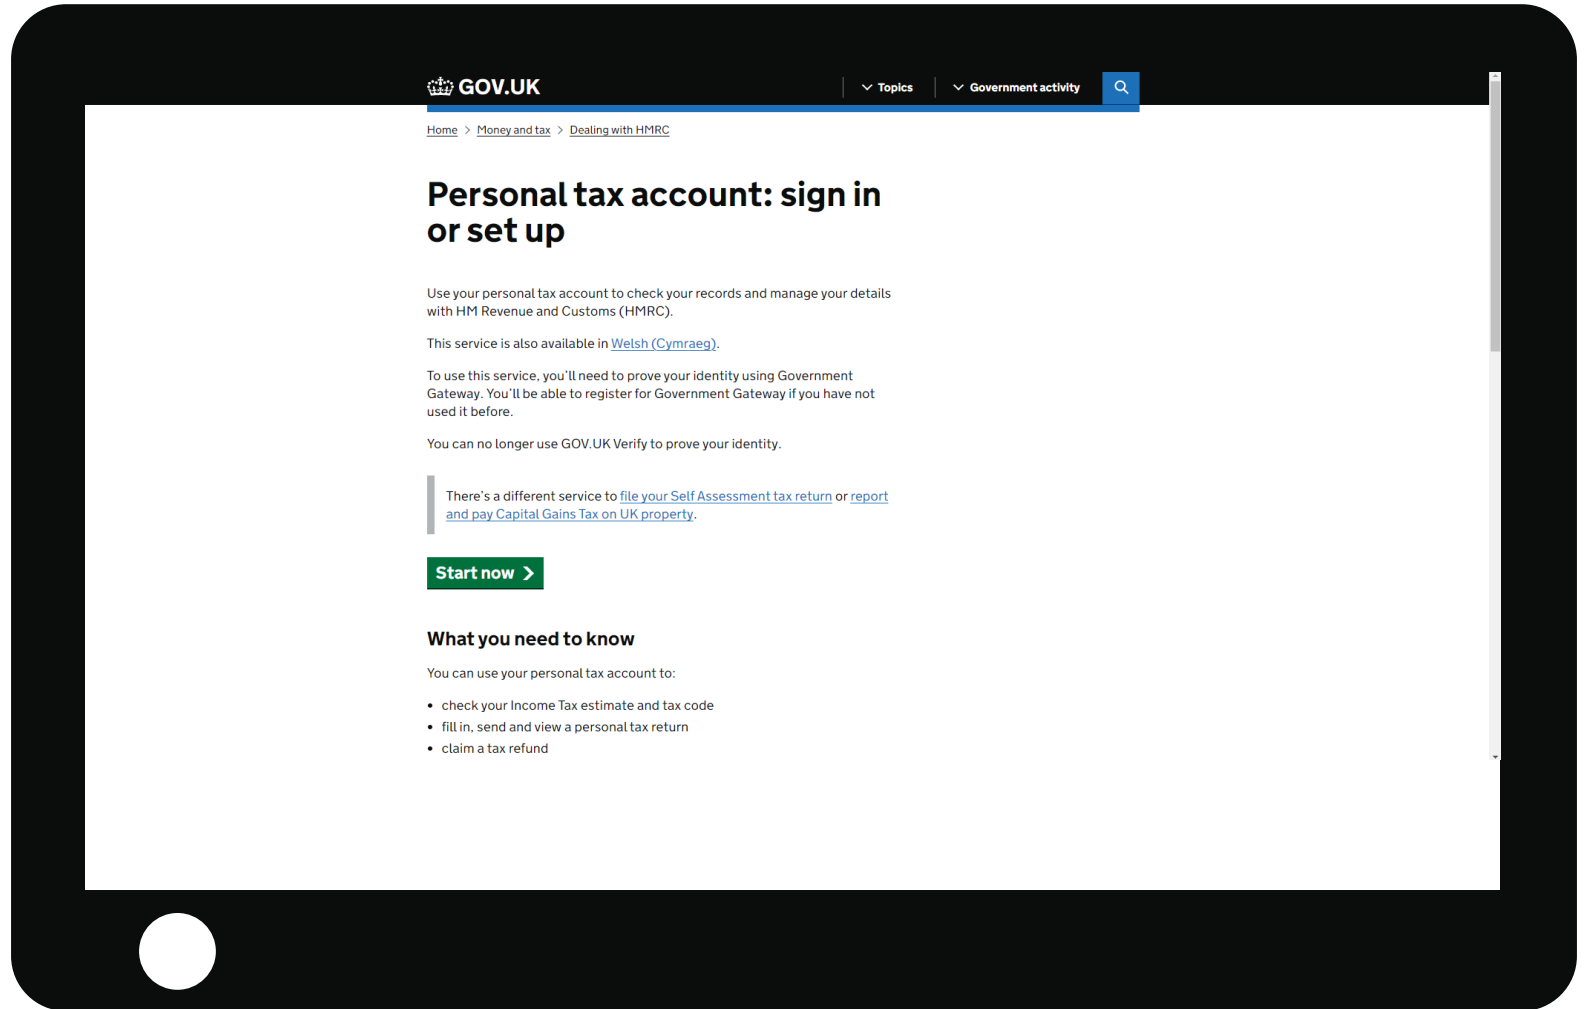 GOV.UK
Topics
Government activity
Home > Money and tax > Dealing with HMRC
Personal tax account: sign in
or set up
Use your personal tax account to check your records and manage your details
with HM Revenue and Customs (HMRC).
This service is also available in Welsh (Cymraeg).
To use this service, you'll need to prove your identity using Government
Gateway. You'll be able to register for Government Gateway if you have not
used it before.
You can no longer use GOV.UK Verify to prove your identity.
There's a different service to file your Self Assessment tax return or report
and pay Capital Gains Tax on UK property.
Start now
What you need to know
You can use your personal tax account to:
• check your Income Tax estimate and tax code
• fill in, send and view a personal tax return
• claim a tax refund